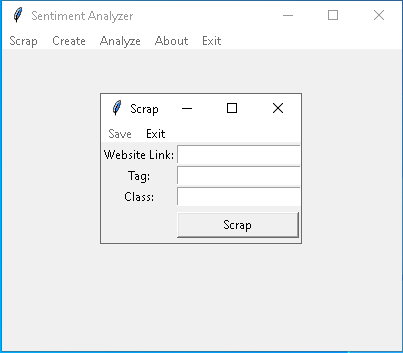 Sentiment Analyzer
Scrap Create Analyze About Exit
Scrap
Save Exit
Website Link:
Tag:
Class:
Scrap